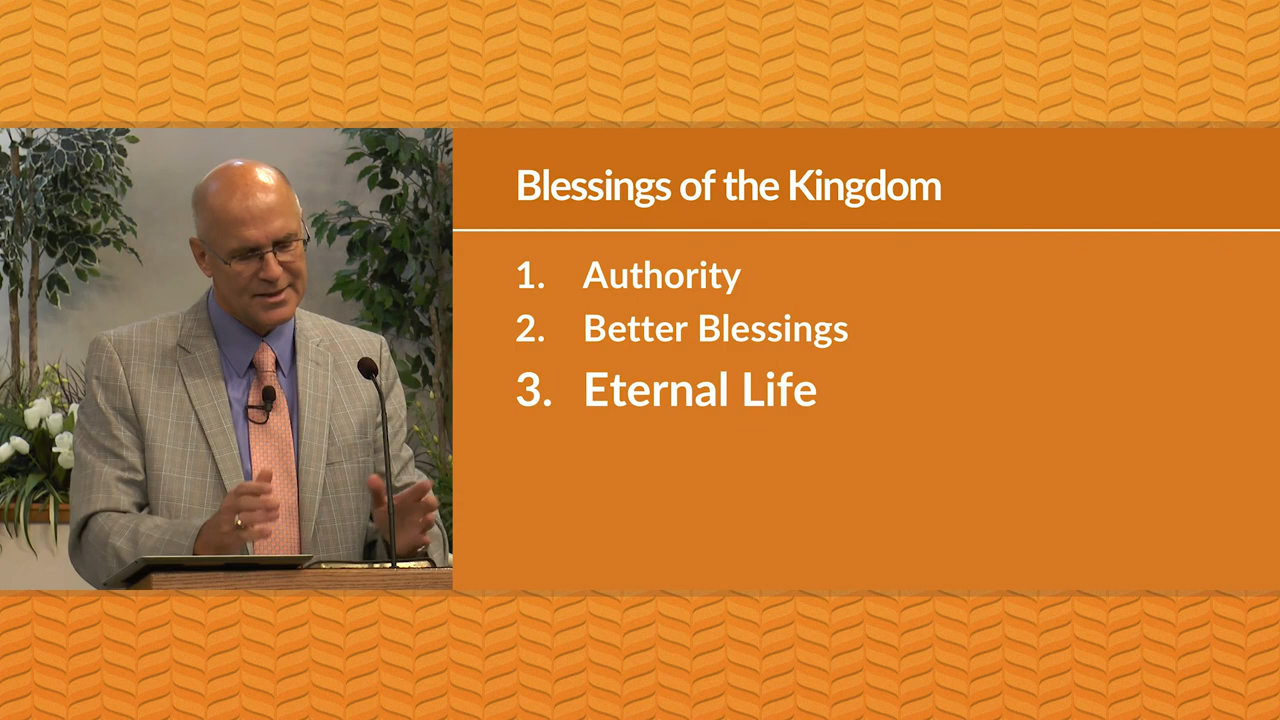 Blessings of the Kingdom
1. Authority
2. Better Blessings
3. Eternal Life